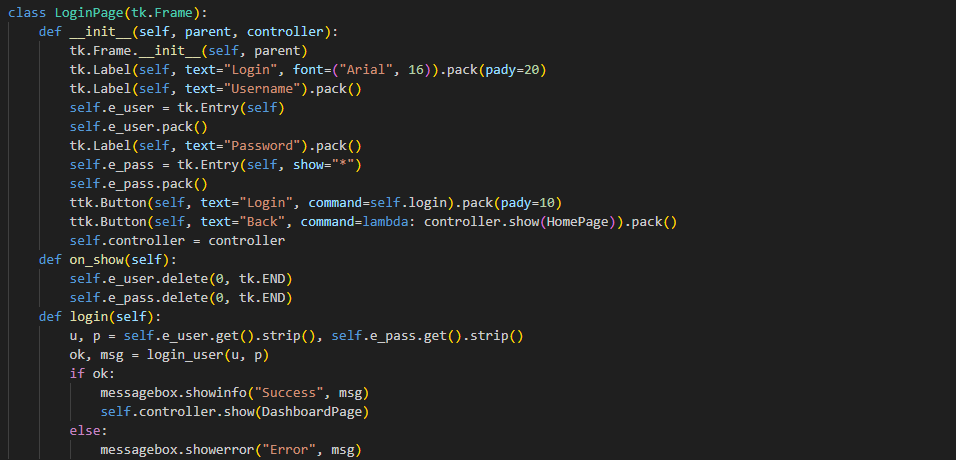 class LoginPage(tk.Frame):
    def __init__(self, parent, controller):
        tk.Frame.__init__(self, parent)
        tk.Label(self, text="Login", font=("Arial", 16)).pack(pady=20)
        tk.Label(self, text="Username").pack()
        self.e_user = tk.Entry(self)
        self.e_user.pack()
        tk.Label(self, text="Password").pack()
        self.e_pass = tk.Entry(self, show="*")
        self.e_pass.pack()
        ttk.Button(self, text="Login", command=self.login).pack(pady=10)
        ttk.Button(self, text="Back", command=lambda: controller.show(HomePage)).pack()
        self.controller = controller
    def on_show(self):
        self.e_user.delete(0, tk.END)
        self.e_pass.delete(0, tk.END)
    def login(self):
        u, p = self.e_user.get().strip(), self.e_pass.get().strip()
        ok, msg = login_user(u, p)
        if ok:
            messagebox.showinfo("Success", msg)
            self.controller.show(DashboardPage)
        else:
            messagebox.showerror("Error", msg)